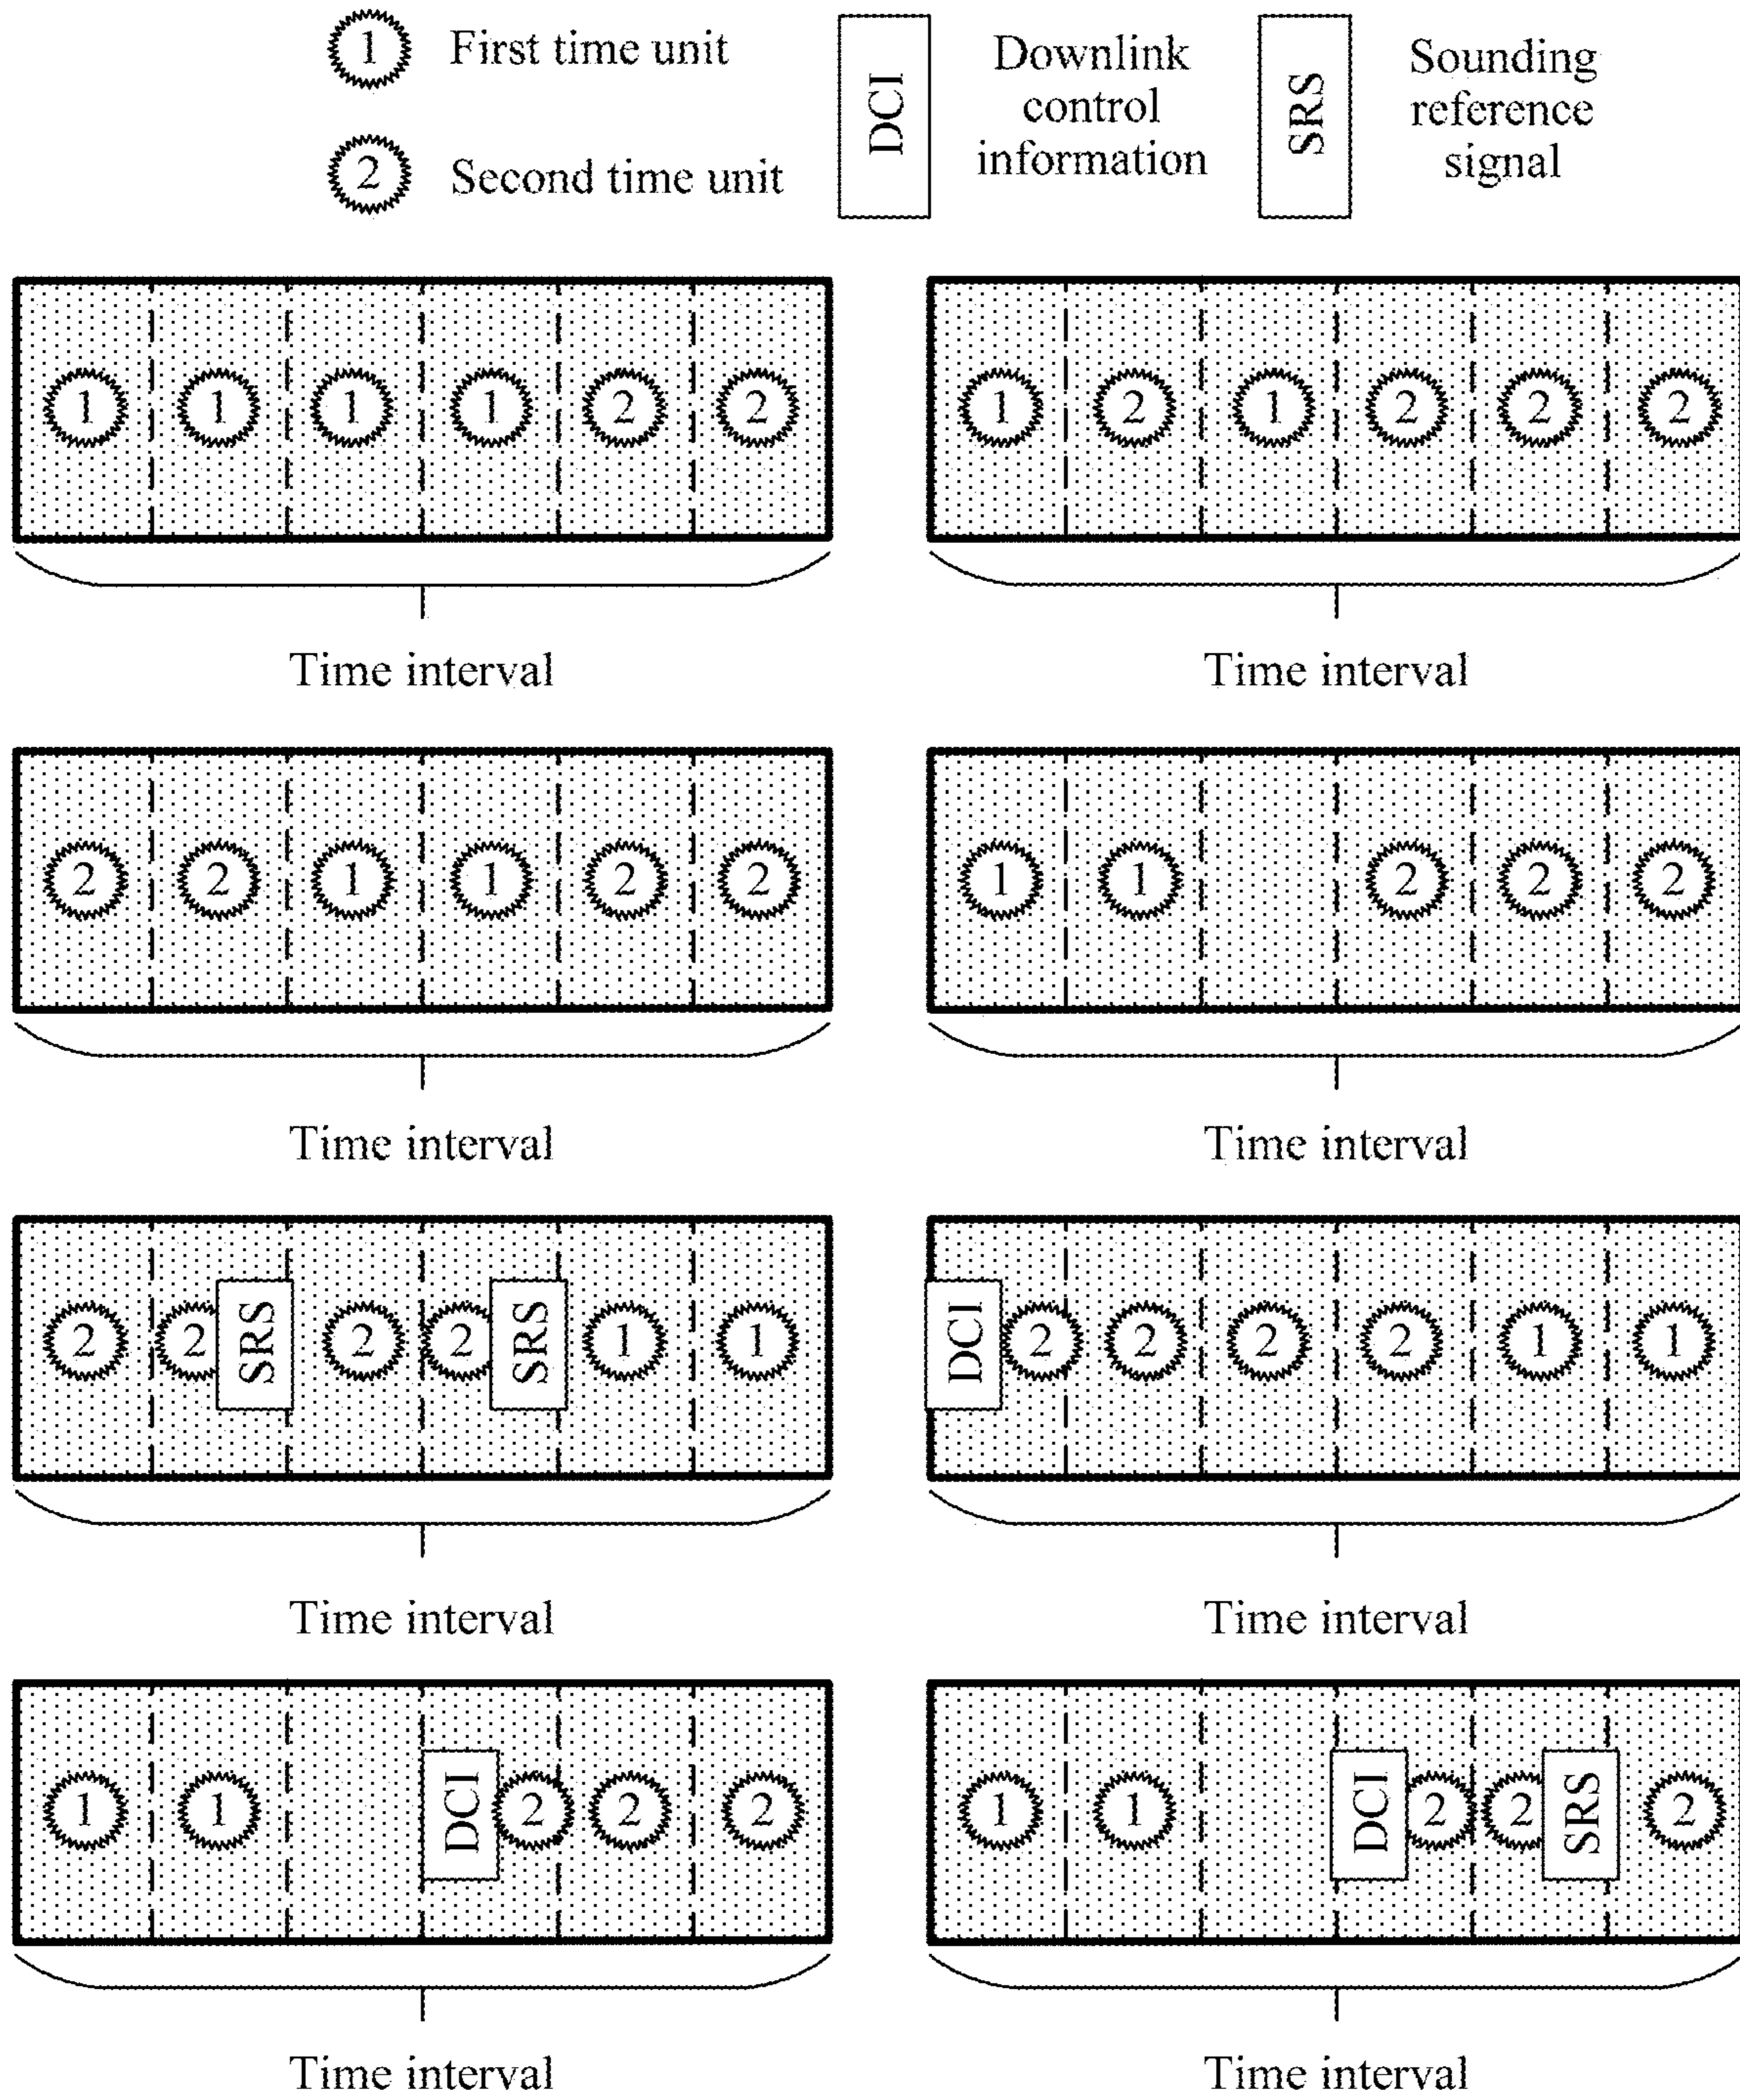 1 First time unit
2 Second time unit
DCI
Downlink
control
information
SRS
Sounding
reference
signal
1 1 1 1 2 2
Time interval
1 2 1 2 2 2
Time interval
2 2 1 1 2 2
Time interval
1 1 2 2 2
Time interval
2 2 SRS 2 2 SRS 1 1
Time interval
DCI 2 2 2 2 1 1
Time interval
1 1 DCI 2 2 2
Time interval
1 1 DCI 2 2 SRS 2
Time interval